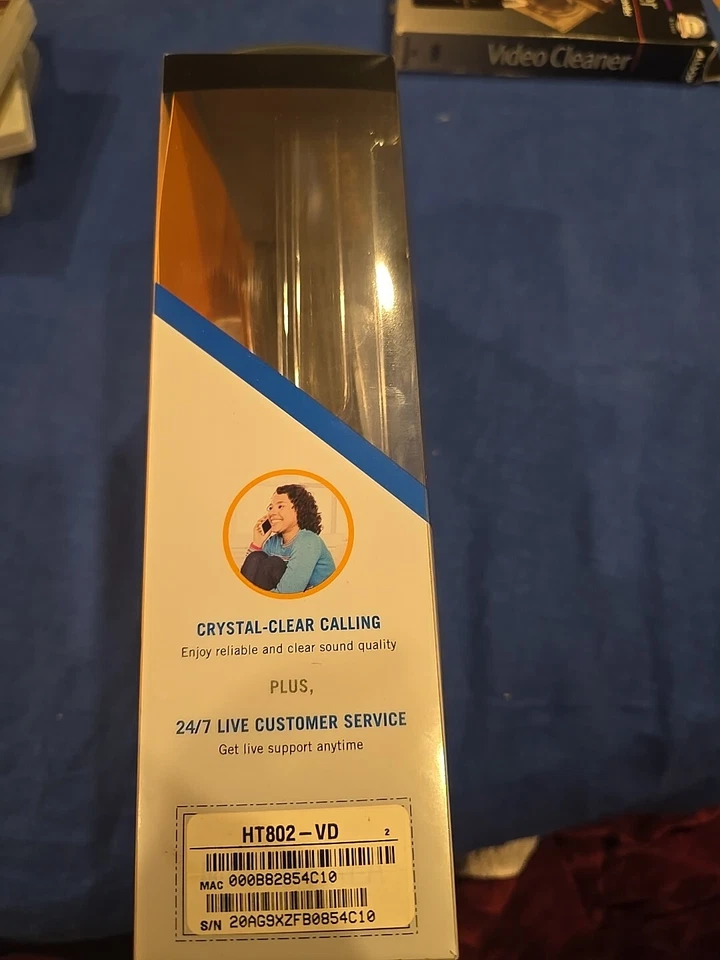 Video Cleaner
CRYSTAL-CLEAR CALLING
Enjoy reliable and clear sound quality
PLUS,
24/7 LIVE CUSTOMER SERVICE
Get live support anytime
HT802-VD 2
MAC 000B82854C10
S/N 20AG9XZFB0854C10